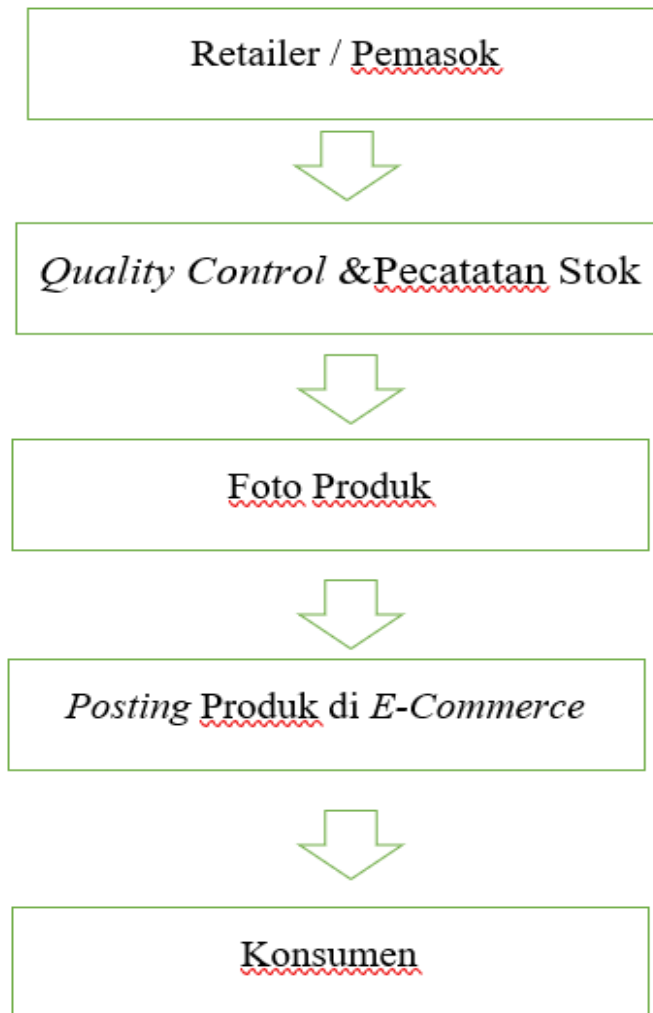 Retailer / Pemasok
Quality Control &Pecatatan Stok
Foto Produk
Posting Produk di E-Commerce
Konsumen